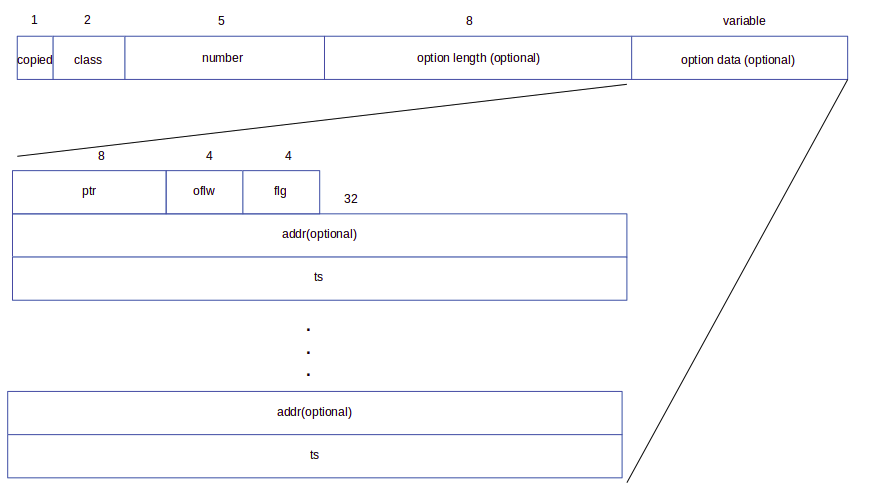 1 2 5 8 variable
copied class number option length (optional) option data (optional)
8 4 4
ptr oflw flg
32
addr(optional)
ts
.
.
.
addr(optional)
ts